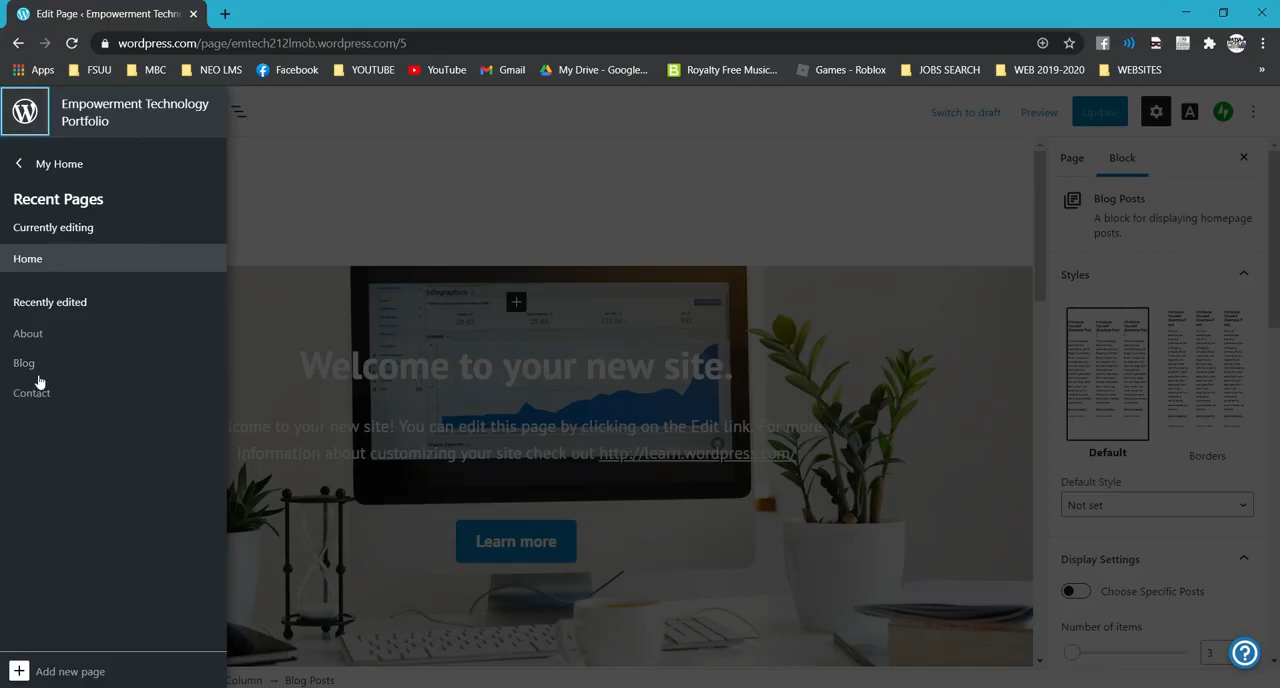 Edit Page ‹ Empowerment Techn
wordpress.com/page/emtech212lmob.wordpress.com/5
Apps FSUU MBC NEO LMS Facebook YOUTUBE YouTube Gmail My Drive - Google... Royalty Free Music... Games - Roblox JOBS SEARCH WEB 2019-2020 WEBSITES »
Empowerment Technology
Portfolio
Switch to draft Preview Update A
My Home
Recent Pages
Currently editing
Home
Recently edited
About
Blog
Contact
Add new page
Welcome to your new site.
lcome to your new site! You can edit this page by clicking on the Edit link. For more
information about customizing your site check out http://learn.wordpress.com/
Learn more
Column → Blog Posts
Page Block
Blog Posts
A block for displaying homepage
posts.
Styles
Default
Borders
Default Style
Not set
Display Settings
Choose Specific Posts
Number of items
3